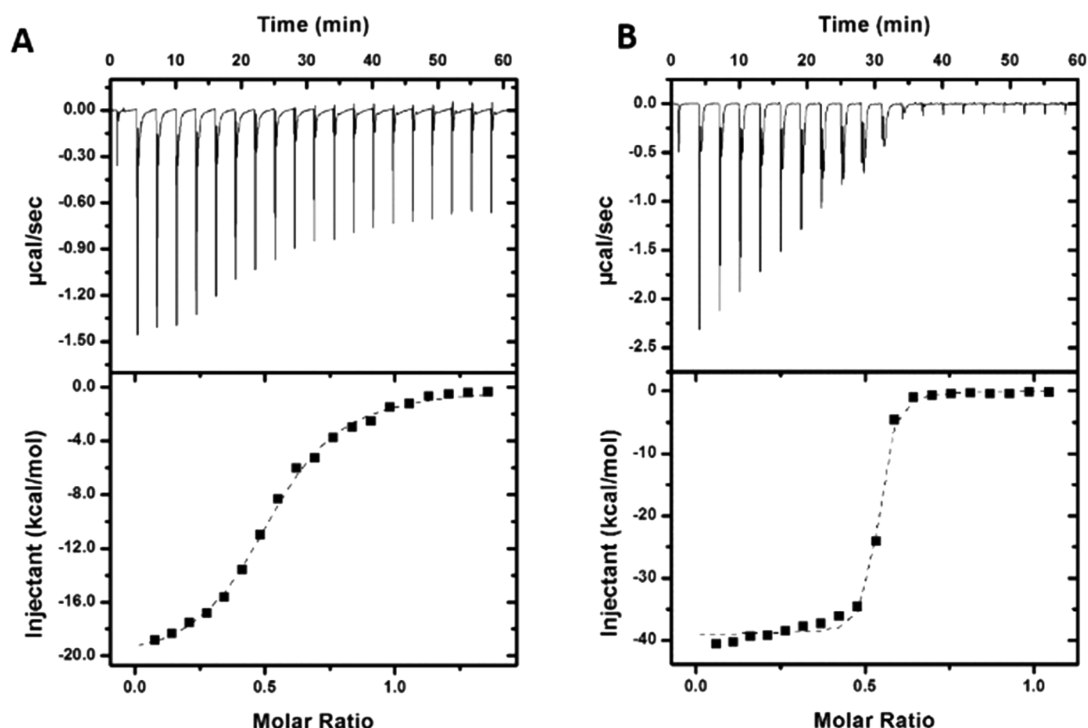 A
Time (min)
0 10 20 30 40 50 60
0.00
-0.30
-0.60
-0.90
-1.20
-1.50
µcal/sec
0.0
-4.0
-8.0
-12.0
-16.0
-20.0
Injectant (kcal/mol)
0.0 0.5 1.0
Molar Ratio
B
Time (min)
0 10 20 30 40 50 60
0.0
-0.5
-1.0
-1.5
-2.0
-2.5
µcal/sec
0
-10
-20
-30
-40
Injectant (kcal/mol)
0.0 0.5 1.0
Molar Ratio